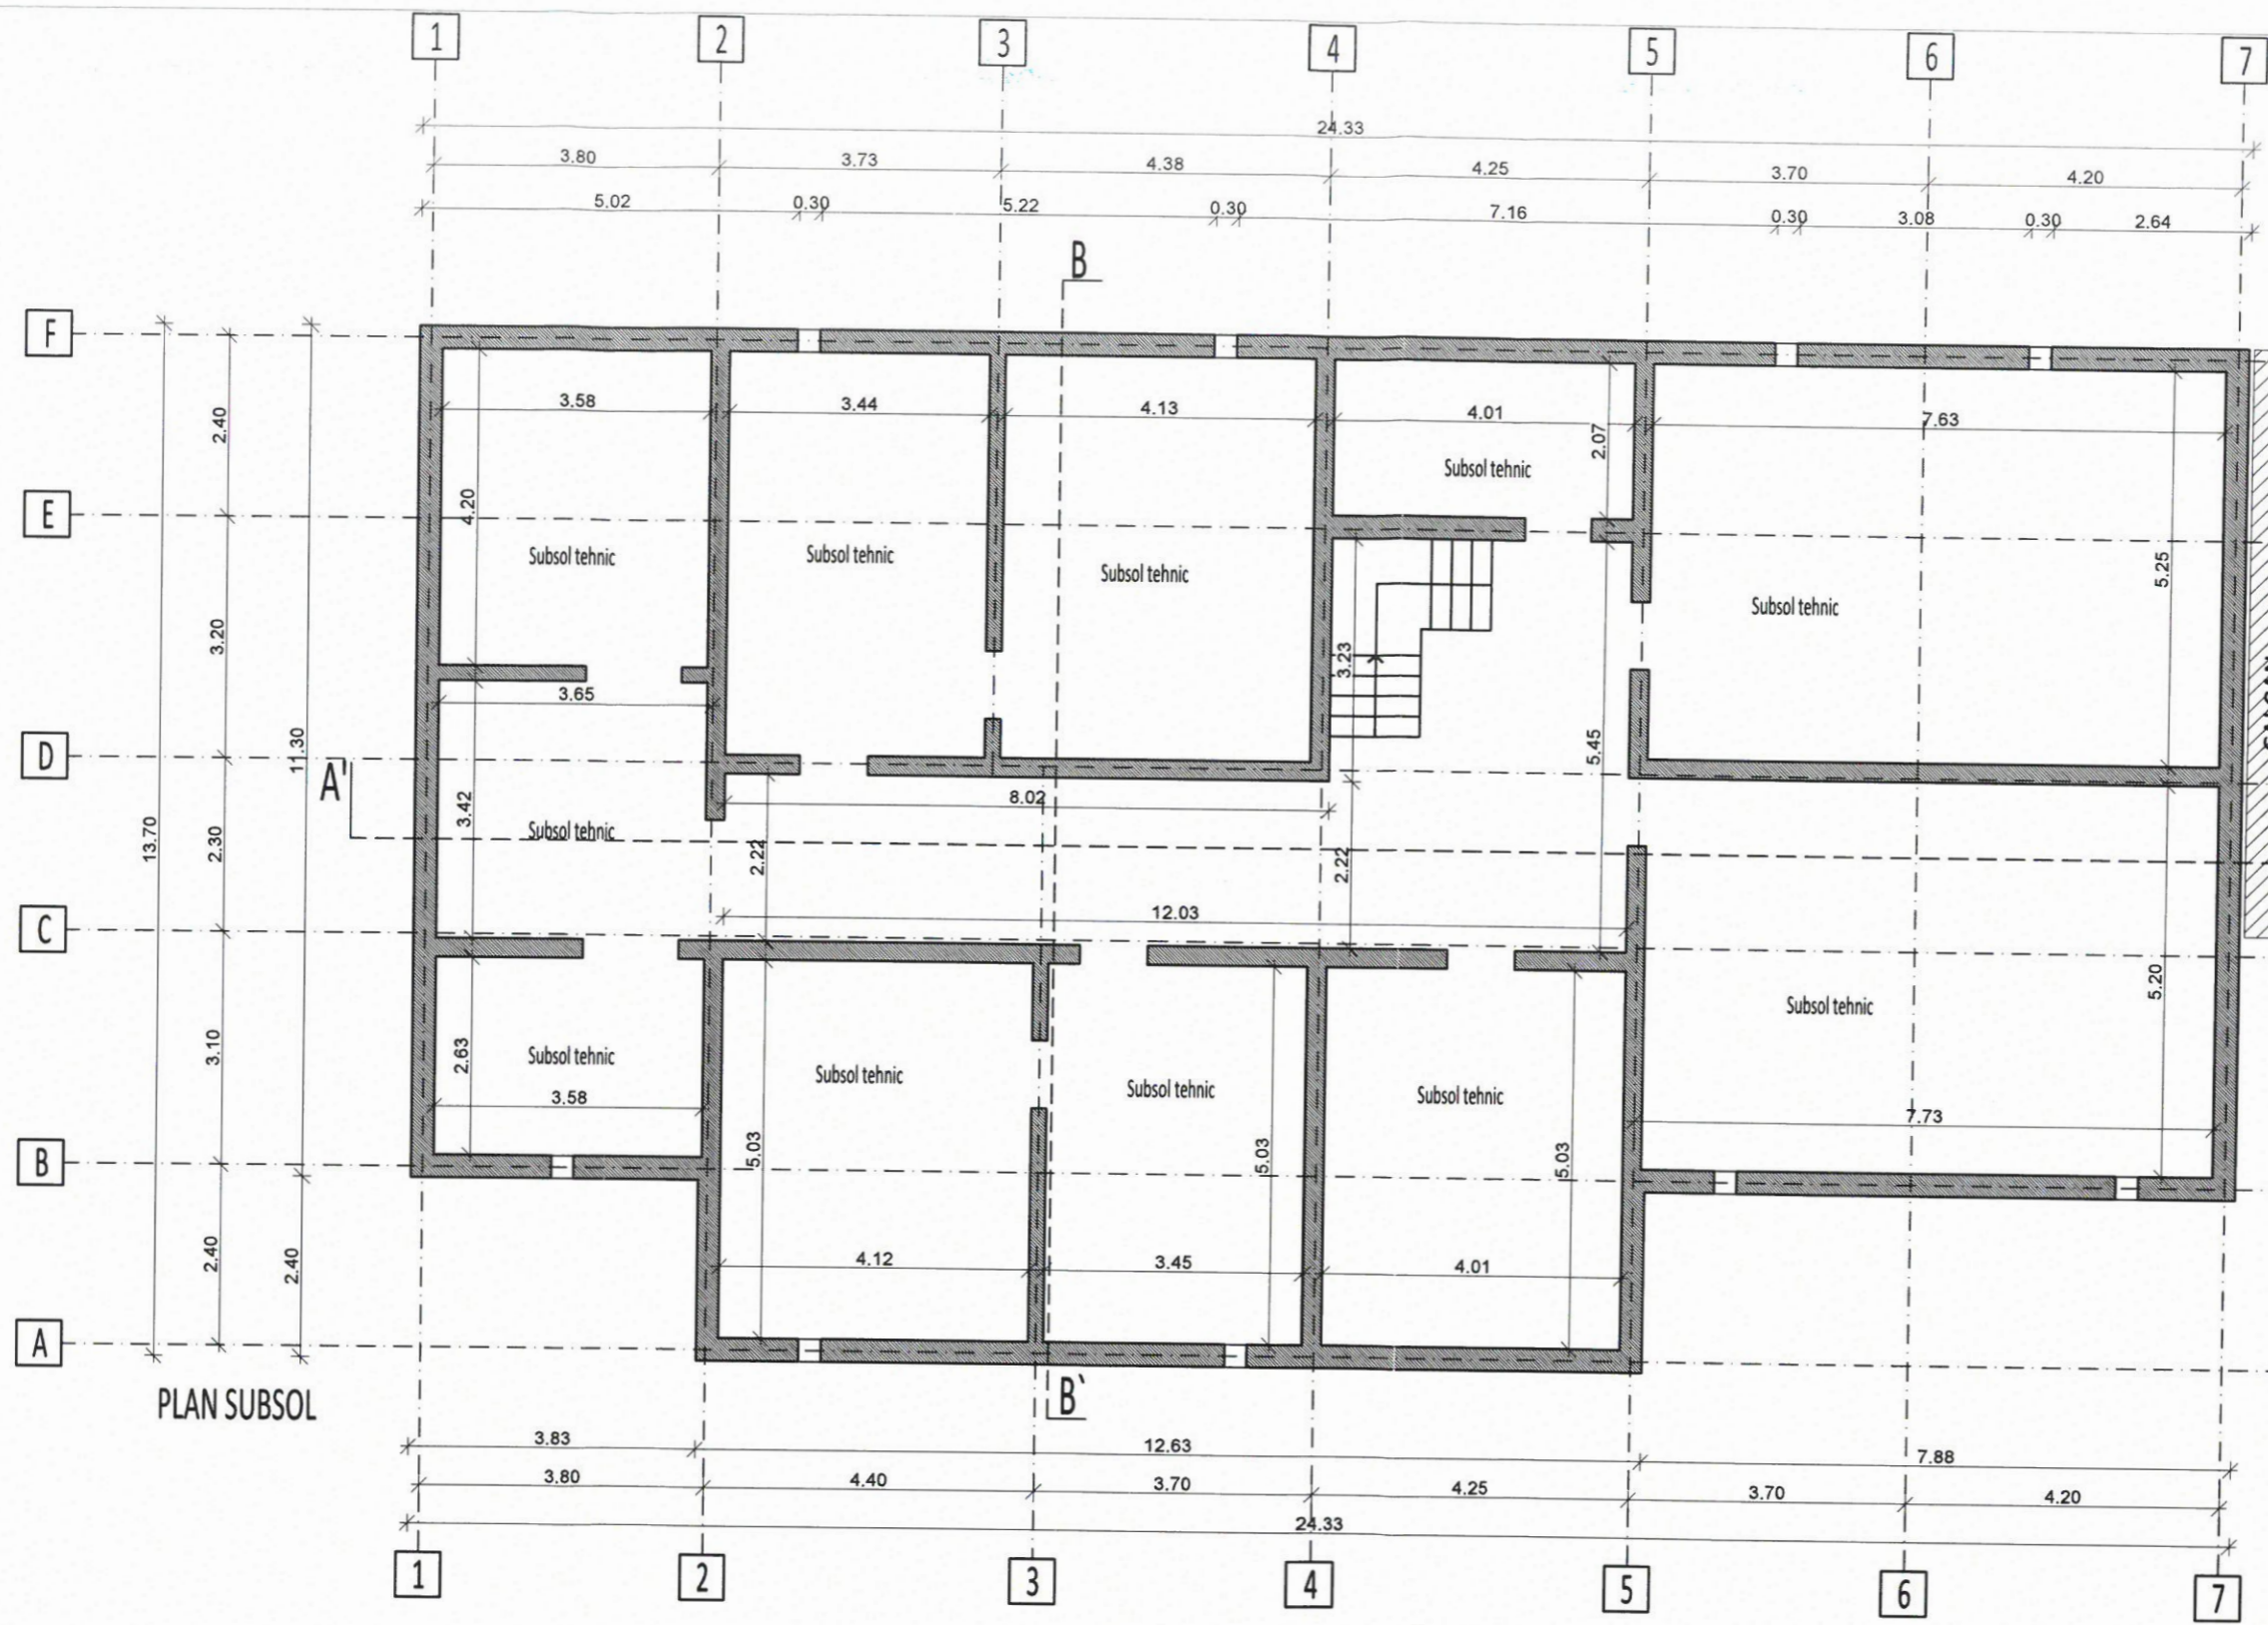 1 2 3 4 5 6 7
24.33
3.80 3.73 4.38 4.25 3.70 4.20
5.02 0.30 5.22 0.30 7.16 0.30 3.08 0.30 2.64
B
F
3.58 3.44 4.13 4.01 7.63
2.40 2.07
Subsol tehnic
E
4.20
Subsol tehnic Subsol tehnic Subsol tehnic Subsol tehnic
5.25
3.20 3.23
3.65
D
11.30 5.45
A'
8.02
3.42
Subsol tehnic
13.70 2.30 2.22 2.22
12.03
C
5.20
Subsol tehnic
3.10 2.63
Subsol tehnic Subsol tehnic Subsol tehnic Subsol tehnic
3.58
7.73
5.03 5.03 5.03
B
2.40 2.40
4.12 3.45 4.01
A
PLAN SUBSOL
B`
3.83 12.63 7.88
3.80 4.40 3.70 4.25 3.70 4.20
24.33
1 2 3 4 5 6 7